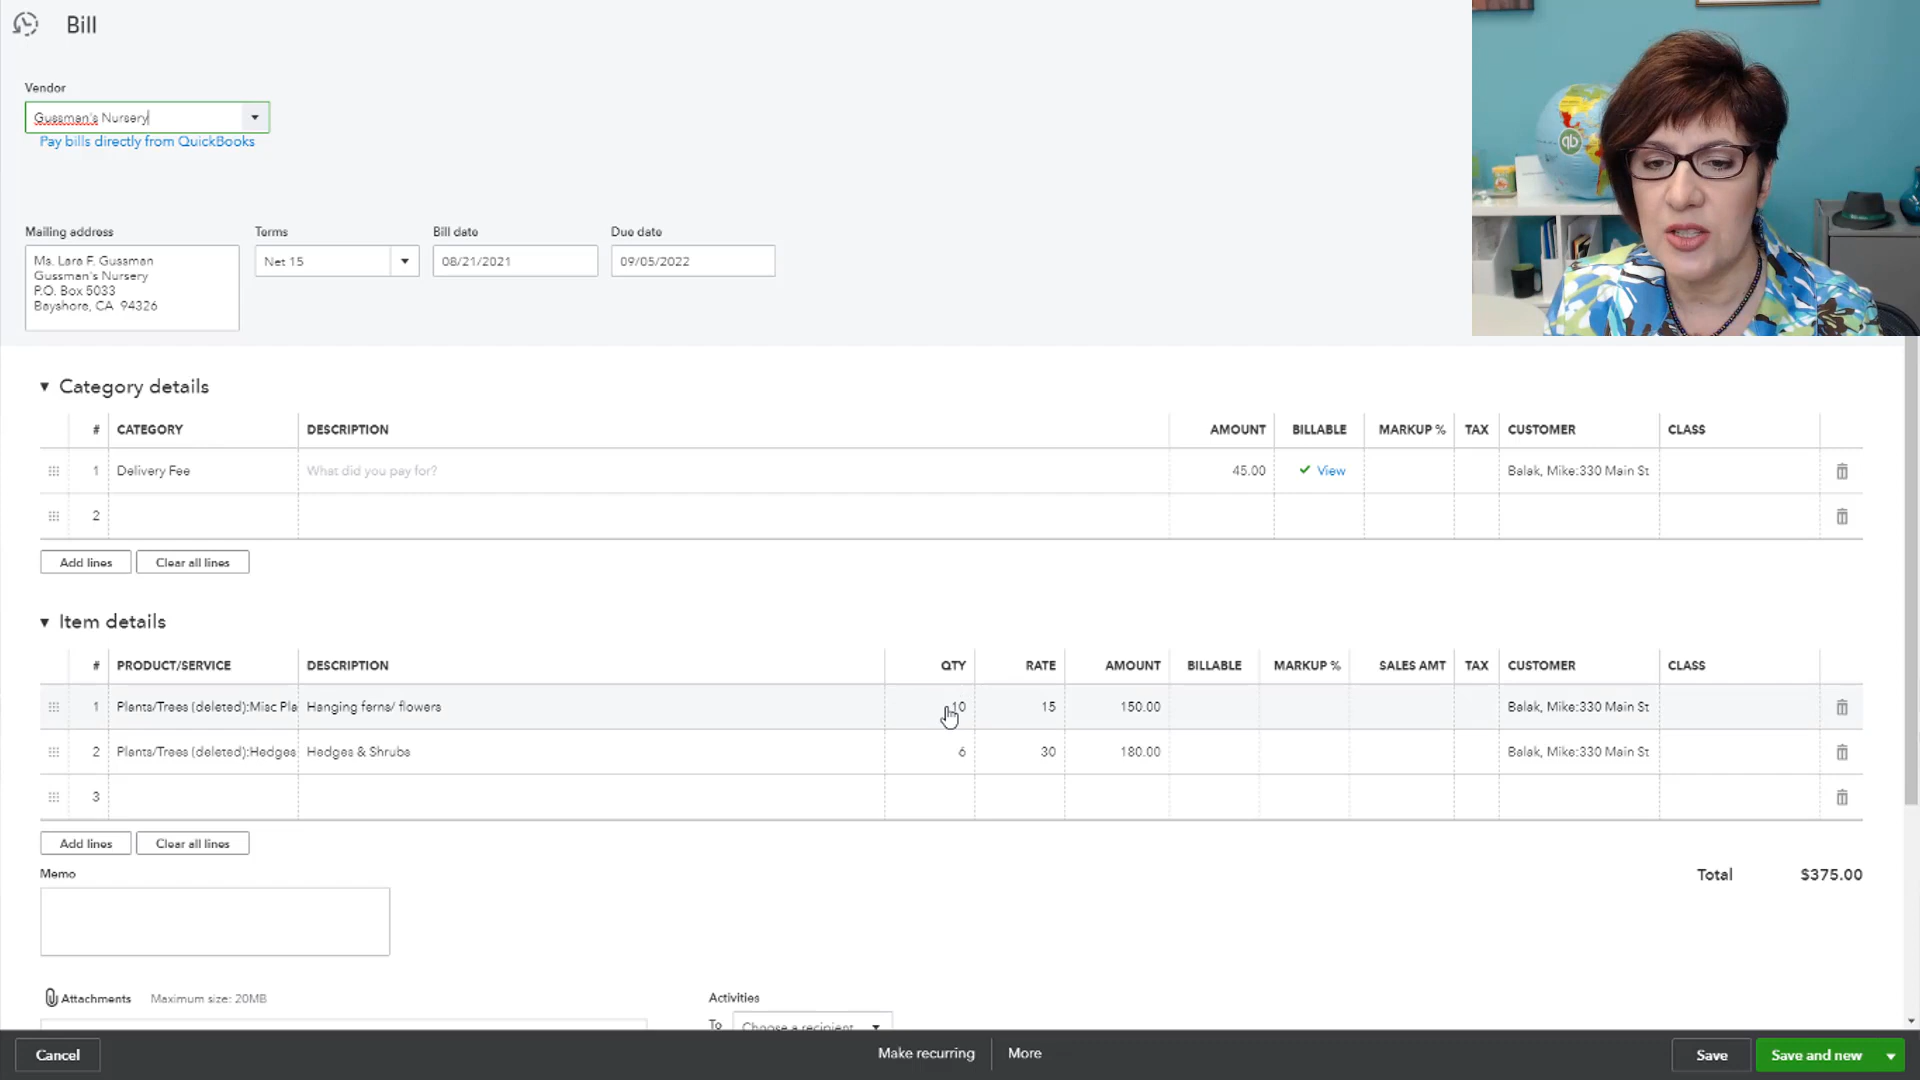 Bill
Vendor
Gussman's Nursery
Pay bills directly from QuickBooks
Mailing address
Terms
Bill date
Due date
Ms. Lara F. Gussman
Gussman's Nursery
P.O. Box 5033
Bayshore, CA 94326
Net 15
08/21/2021
09/05/2022
qb
Category details
# CATEGORY DESCRIPTION AMOUNT BILLABLE MARKUP % TAX CUSTOMER CLASS
1 Delivery Fee What did you pay for? 45.00 View Balak, Mike:330 Main St
2
Add lines Clear all lines
Item details
# PRODUCT/SERVICE DESCRIPTION QTY RATE AMOUNT BILLABLE MARKUP % SALES AMT TAX CUSTOMER CLASS
1 Plants/Trees (deleted):Misc Pla Hanging ferns/ flowers 10 15 150.00 Balak, Mike:330 Main St
2 Plants/Trees (deleted):Hedges Hedges & Shrubs 6 30 180.00 Balak, Mike:330 Main St
3
Add lines Clear all lines
Memo
Total $375.00
Attachments Maximum size: 20MB
Activities
To Choose a recipient
Cancel Make recurring More Save Save and new